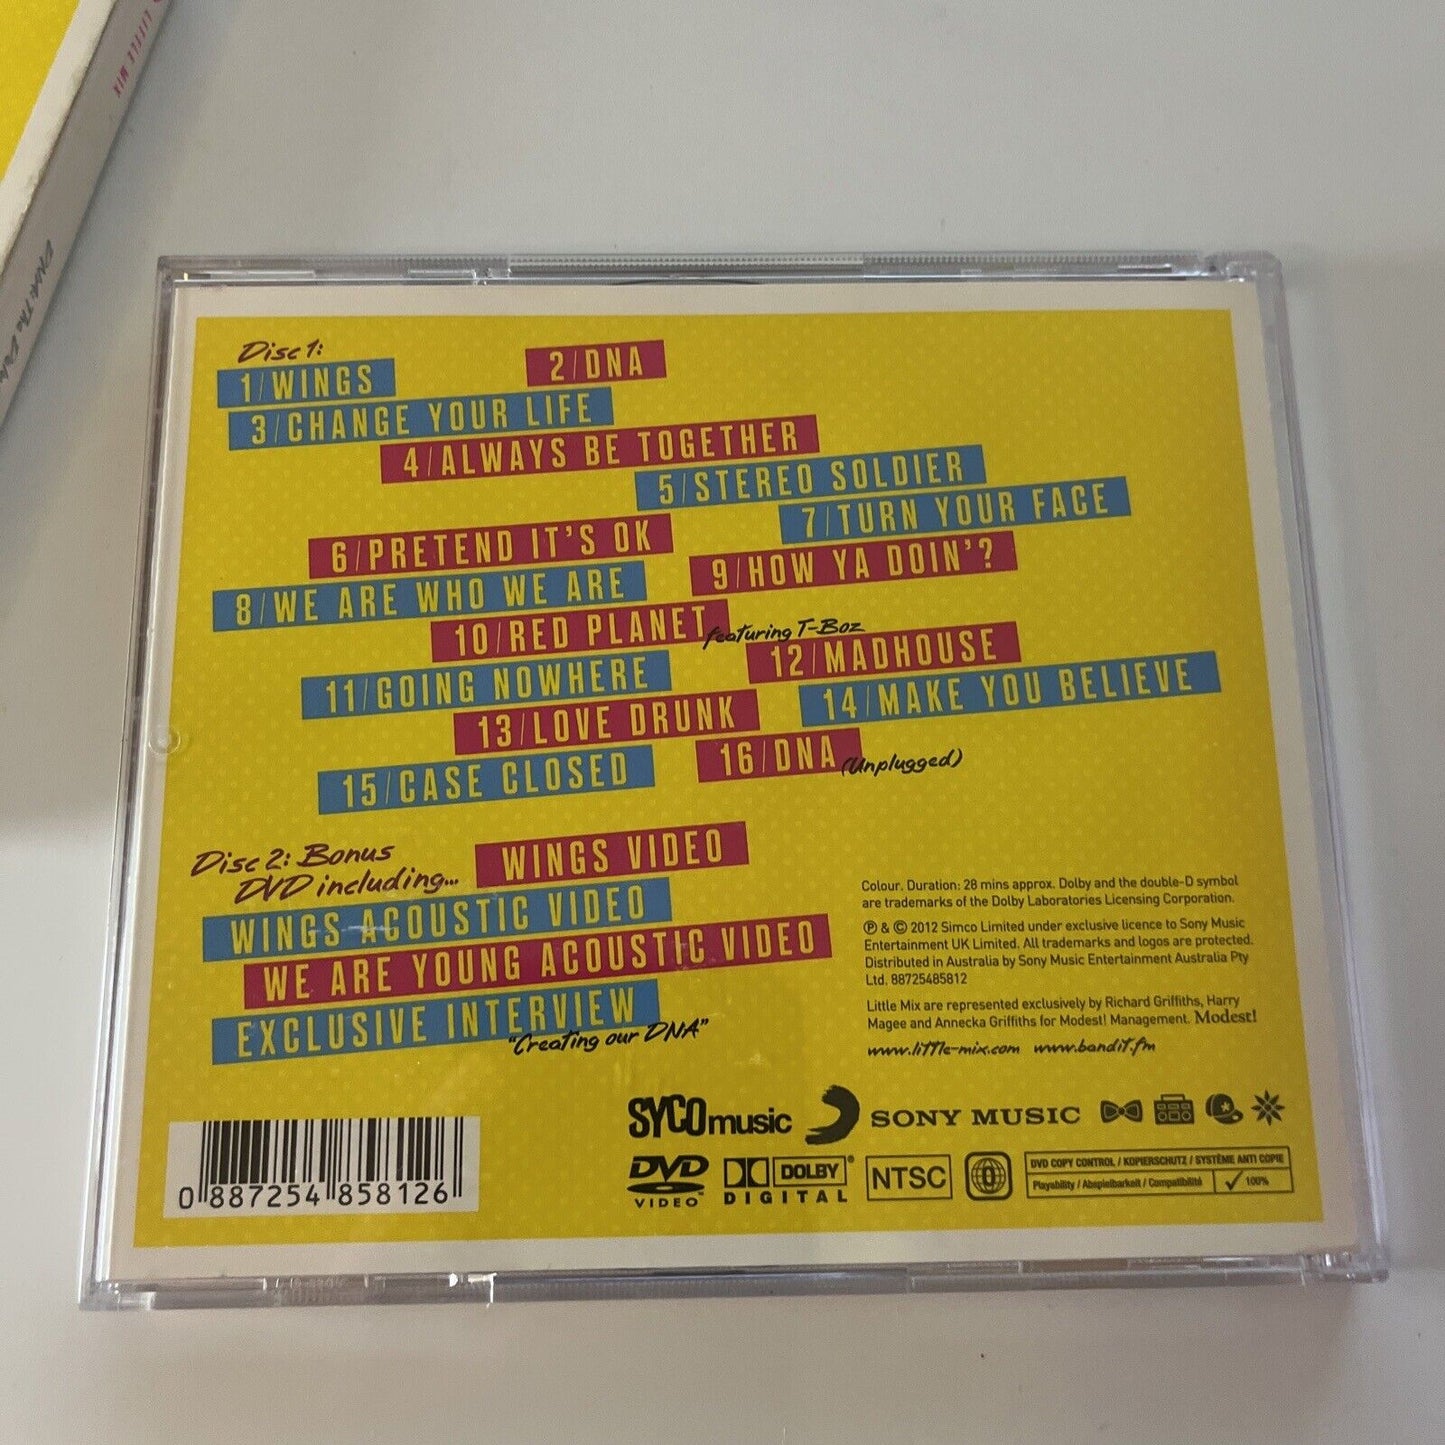 LITTLE MIX
DNA: The Delu
Disc 1:
1/WINGS
2/DNA
3/CHANGE YOUR LIFE
4/ALWAYS BE TOGETHER
5/STEREO SOLDIER
6/PRETEND IT'S OK
7/TURN YOUR FACE
8/WE ARE WHO WE ARE
9/HOW YA DOIN'?
10/RED PLANET featuring T-Boz
11/GOING NOWHERE
12/MADHOUSE
13/LOVE DRUNK
14/MAKE YOU BELIEVE
15/CASE CLOSED
16/DNA (Unplugged)
Disc 2: Bonus
DVD including...
WINGS VIDEO
WINGS ACOUSTIC VIDEO
WE ARE YOUNG ACOUSTIC VIDEO
EXCLUSIVE INTERVIEW
"Creating our DNA"
Colour. Duration: 28 mins approx. Dolby and the double-D symbol
are trademarks of the Dolby Laboratories Licensing Corporation.
℗ & © 2012 Simco Limited under exclusive licence to Sony Music
Entertainment UK Limited. All trademarks and logos are protected.
Distributed in Australia by Sony Music Entertainment Australia Pty
Ltd. 88725485812
Little Mix are represented exclusively by Richard Griffiths, Harry
Magee and Annecka Griffiths for Modest! Management. Modest!
www.little-mix.com www.bandit.fm
SYCOmusic
SONY MUSIC
DVD
VIDEO™
DOLBY®
DIGITAL
NTSC
0
DVD COPY CONTROL / KOPIERSCHUTZ / SYSTÈME ANTI COPIE
Playability / Abspielbarkeit / Compatibilité ✓ 100%
0 887254 858126